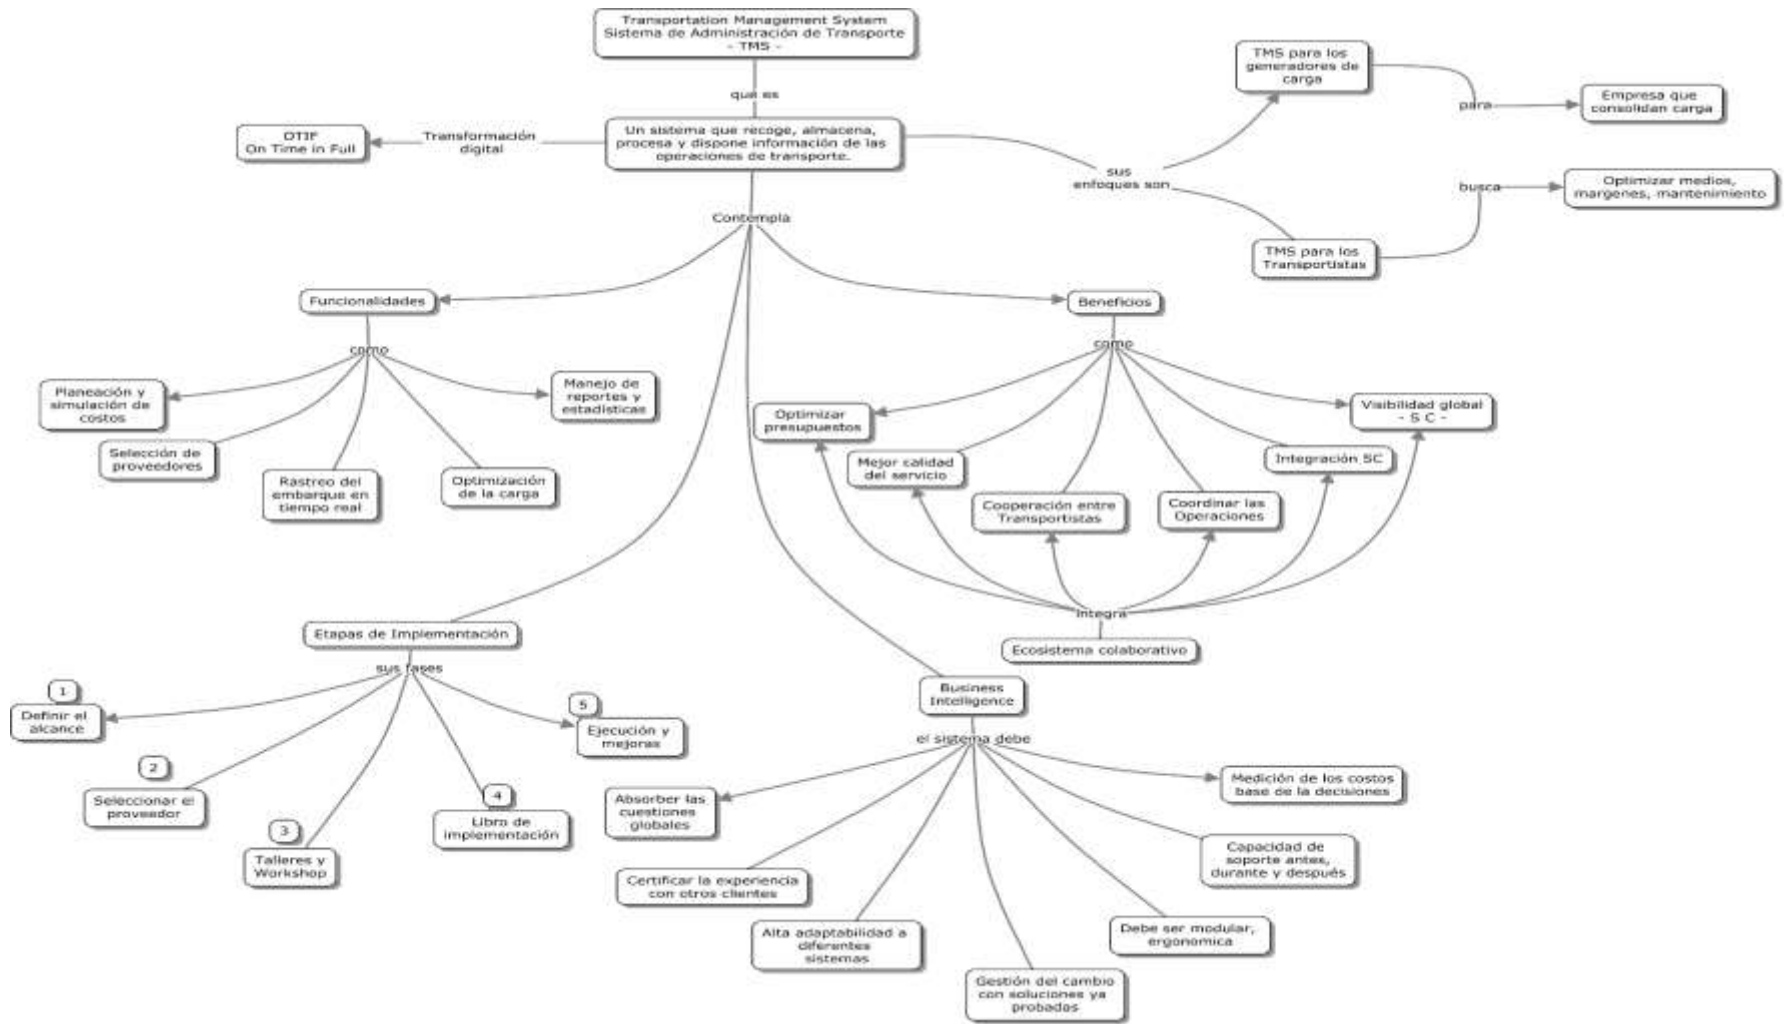 Transportation Management System
Sistema de Administración de Transporte
- TMS -
que es
Un sistema que recoge, almacena,
procesa y dispone información de las
operaciones de transporte.
Transformación
digital
OTIF
On Time in Full
sus
enfoques son
TMS para los
generadores de
carga
para
Empresa que
consolidan carga
TMS para los
Transportistas
busca
Optimizar medios,
margenes, mantenimiento
Contempla
Funcionalidades
como
Planeación y
simulación de
costos
Selección de
proveedores
Rastreo del
embarque en
tiempo real
Optimización
de la carga
Manejo de
reportes y
estadísticas
Beneficios
como
Optimizar
presupuestos
Mejor calidad
del servicio
Cooperación entre
Transportistas
Coordinar las
Operaciones
Integración SC
Visibilidad global
- S C -
integra
Ecosistema colaborativo
Etapas de Implementación
sus fases
1
Definir el
alcance
2
Seleccionar el
proveedor
3
Talleres y
Workshop
4
Libro de
implementación
5
Ejecución y
mejoras
Business
Intelligence
el sistema debe
Absorber las
cuestiones
globales
Certificar la experiencia
con otros clientes
Alta adaptabilidad a
diferentes
sistemas
Gestión del cambio
con soluciones ya
probadas
Debe ser modular,
ergonomica
Capacidad de
soporte antes,
durante y después
Medición de los costos
base de la decisiones